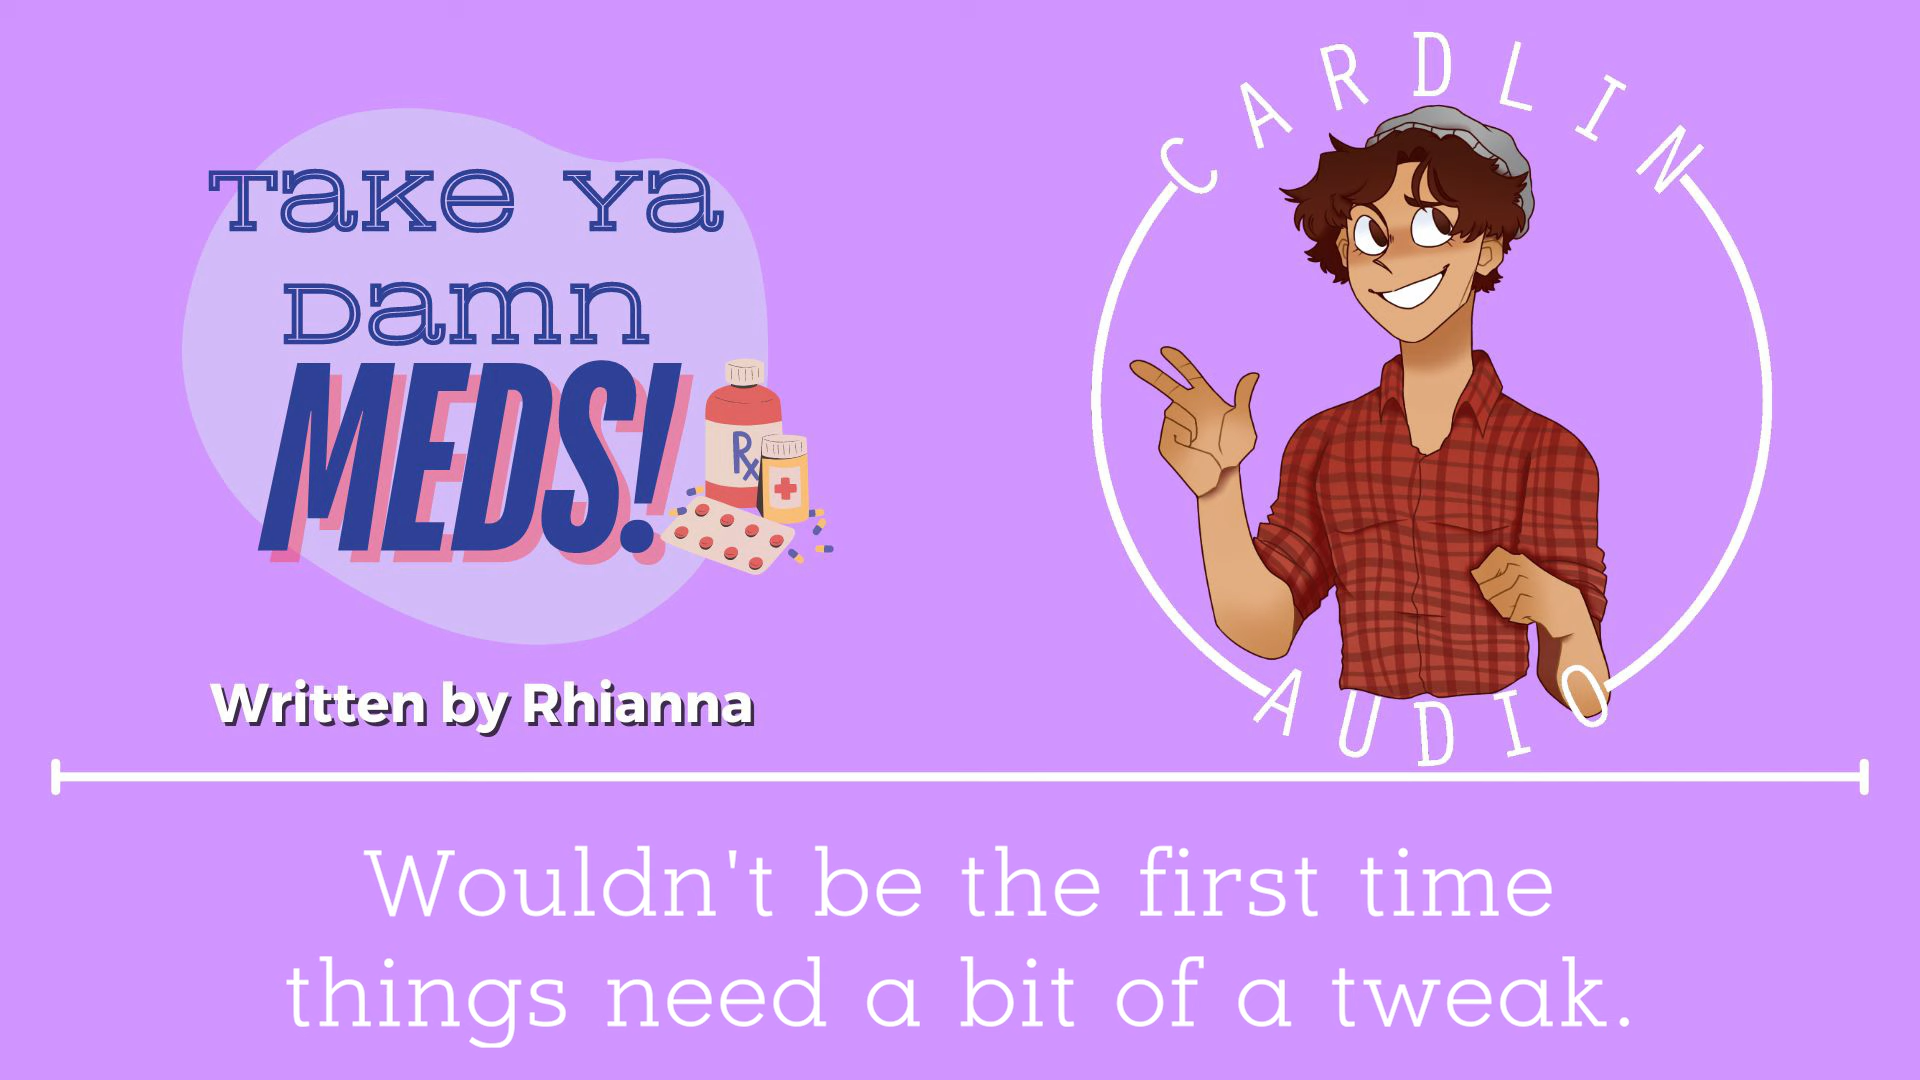 Take Ya
Damn
MEDS!
Rx
Written by Rhianna
CARDLIN
AUDIO
Wouldn't be the first time
things need a bit of a tweak.